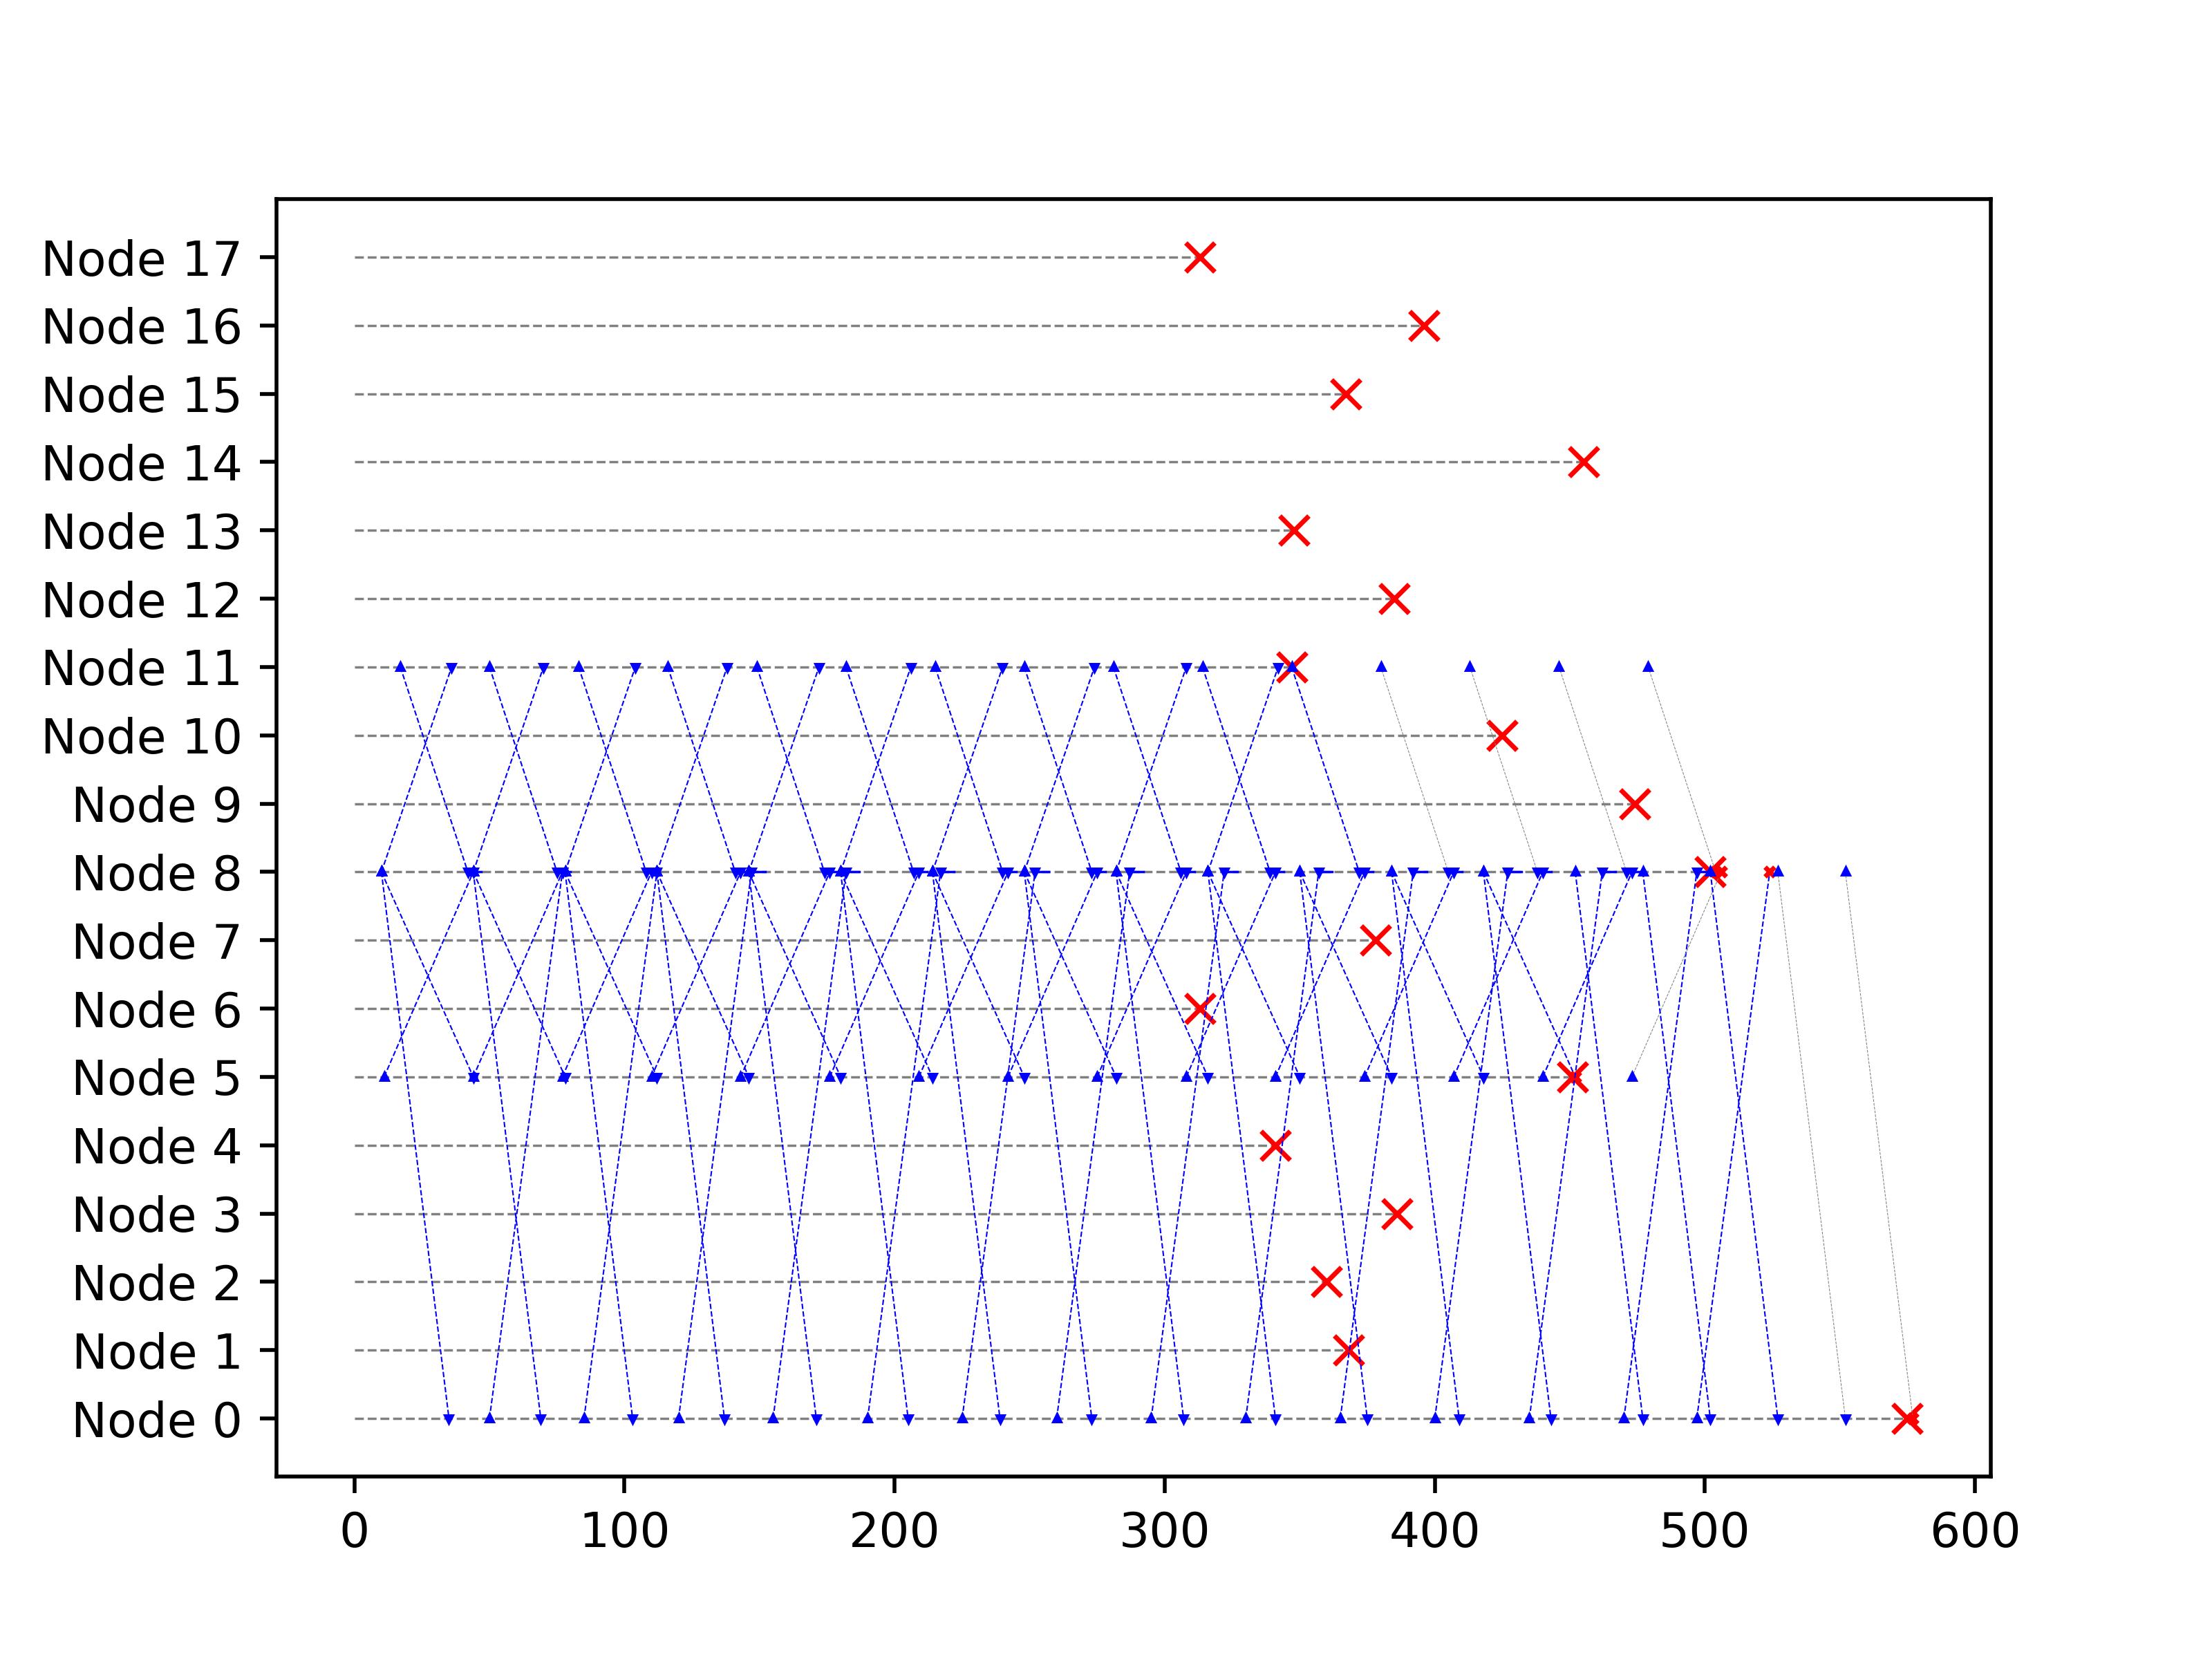 Node 17
Node 16
Node 15
Node 14
Node 13
Node 12
Node 11
Node 10
Node 9
Node 8
Node 7
Node 6
Node 5
Node 4
Node 3
Node 2
Node 1
Node 0
0 100 200 300 400 500 600